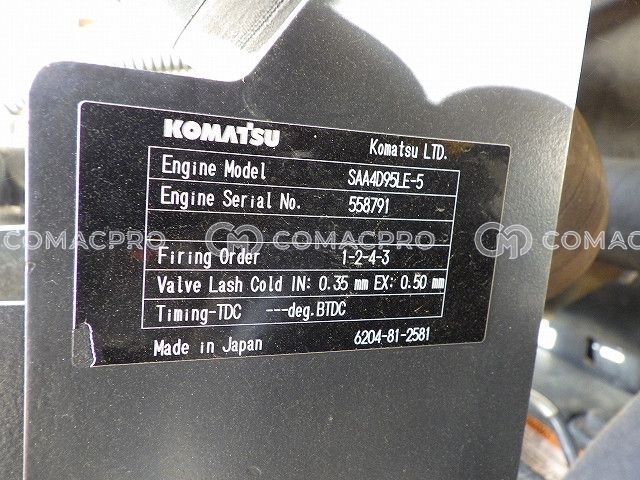 KOMATSU
Komatsu LTD.
Engine Model SAA4D95LE-5
Engine Serial No. 558791
COMACPRO COMACPRO COMACPRO
Firing Order 1-2-4-3
Valve Lash Cold IN: 0.35 mm EX: 0.50 mm
Timing-TDC ---deg.BTDC
Made in Japan 6204-81-2581